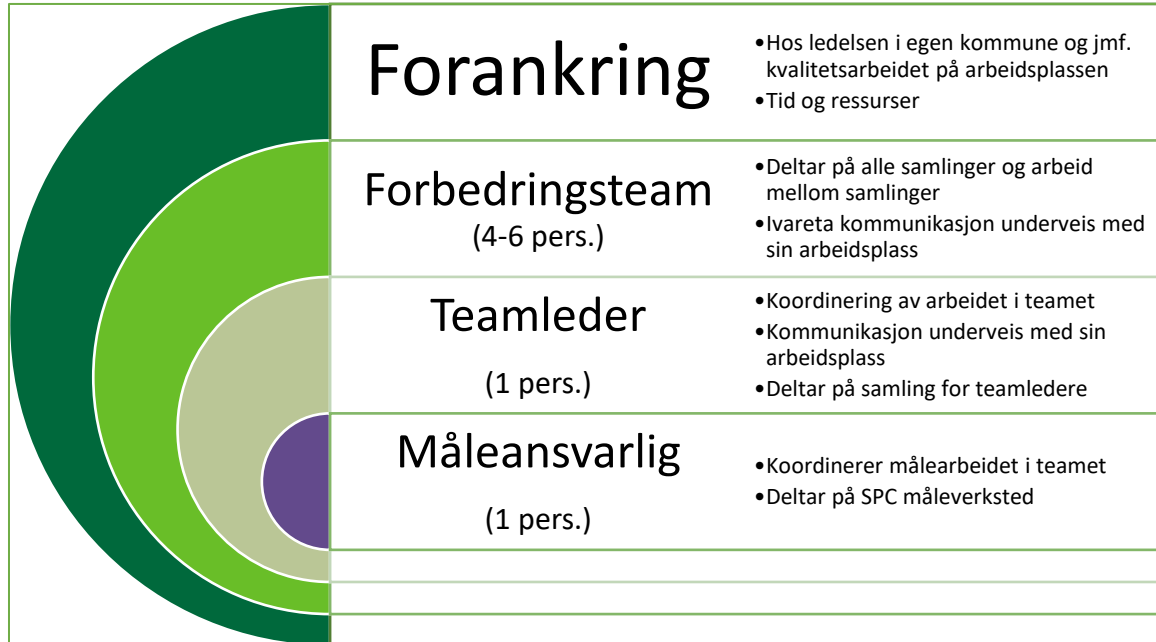 Forankring
•Hos ledelsen i egen kommune og jmf.
kvalitetsarbeidet på arbeidsplassen
•Tid og ressurser
Forbedringsteam
(4-6 pers.)
•Deltar på alle samlinger og arbeid
mellom samlinger
•Ivareta kommunikasjon underveis med
sin arbeidsplass
Teamleder
(1 pers.)
•Koordinering av arbeidet i teamet
•Kommunikasjon underveis med sin
arbeidsplass
•Deltar på samling for teamledere
Måleansvarlig
(1 pers.)
•Koordinerer målearbeidet i teamet
•Deltar på SPC måleverksted